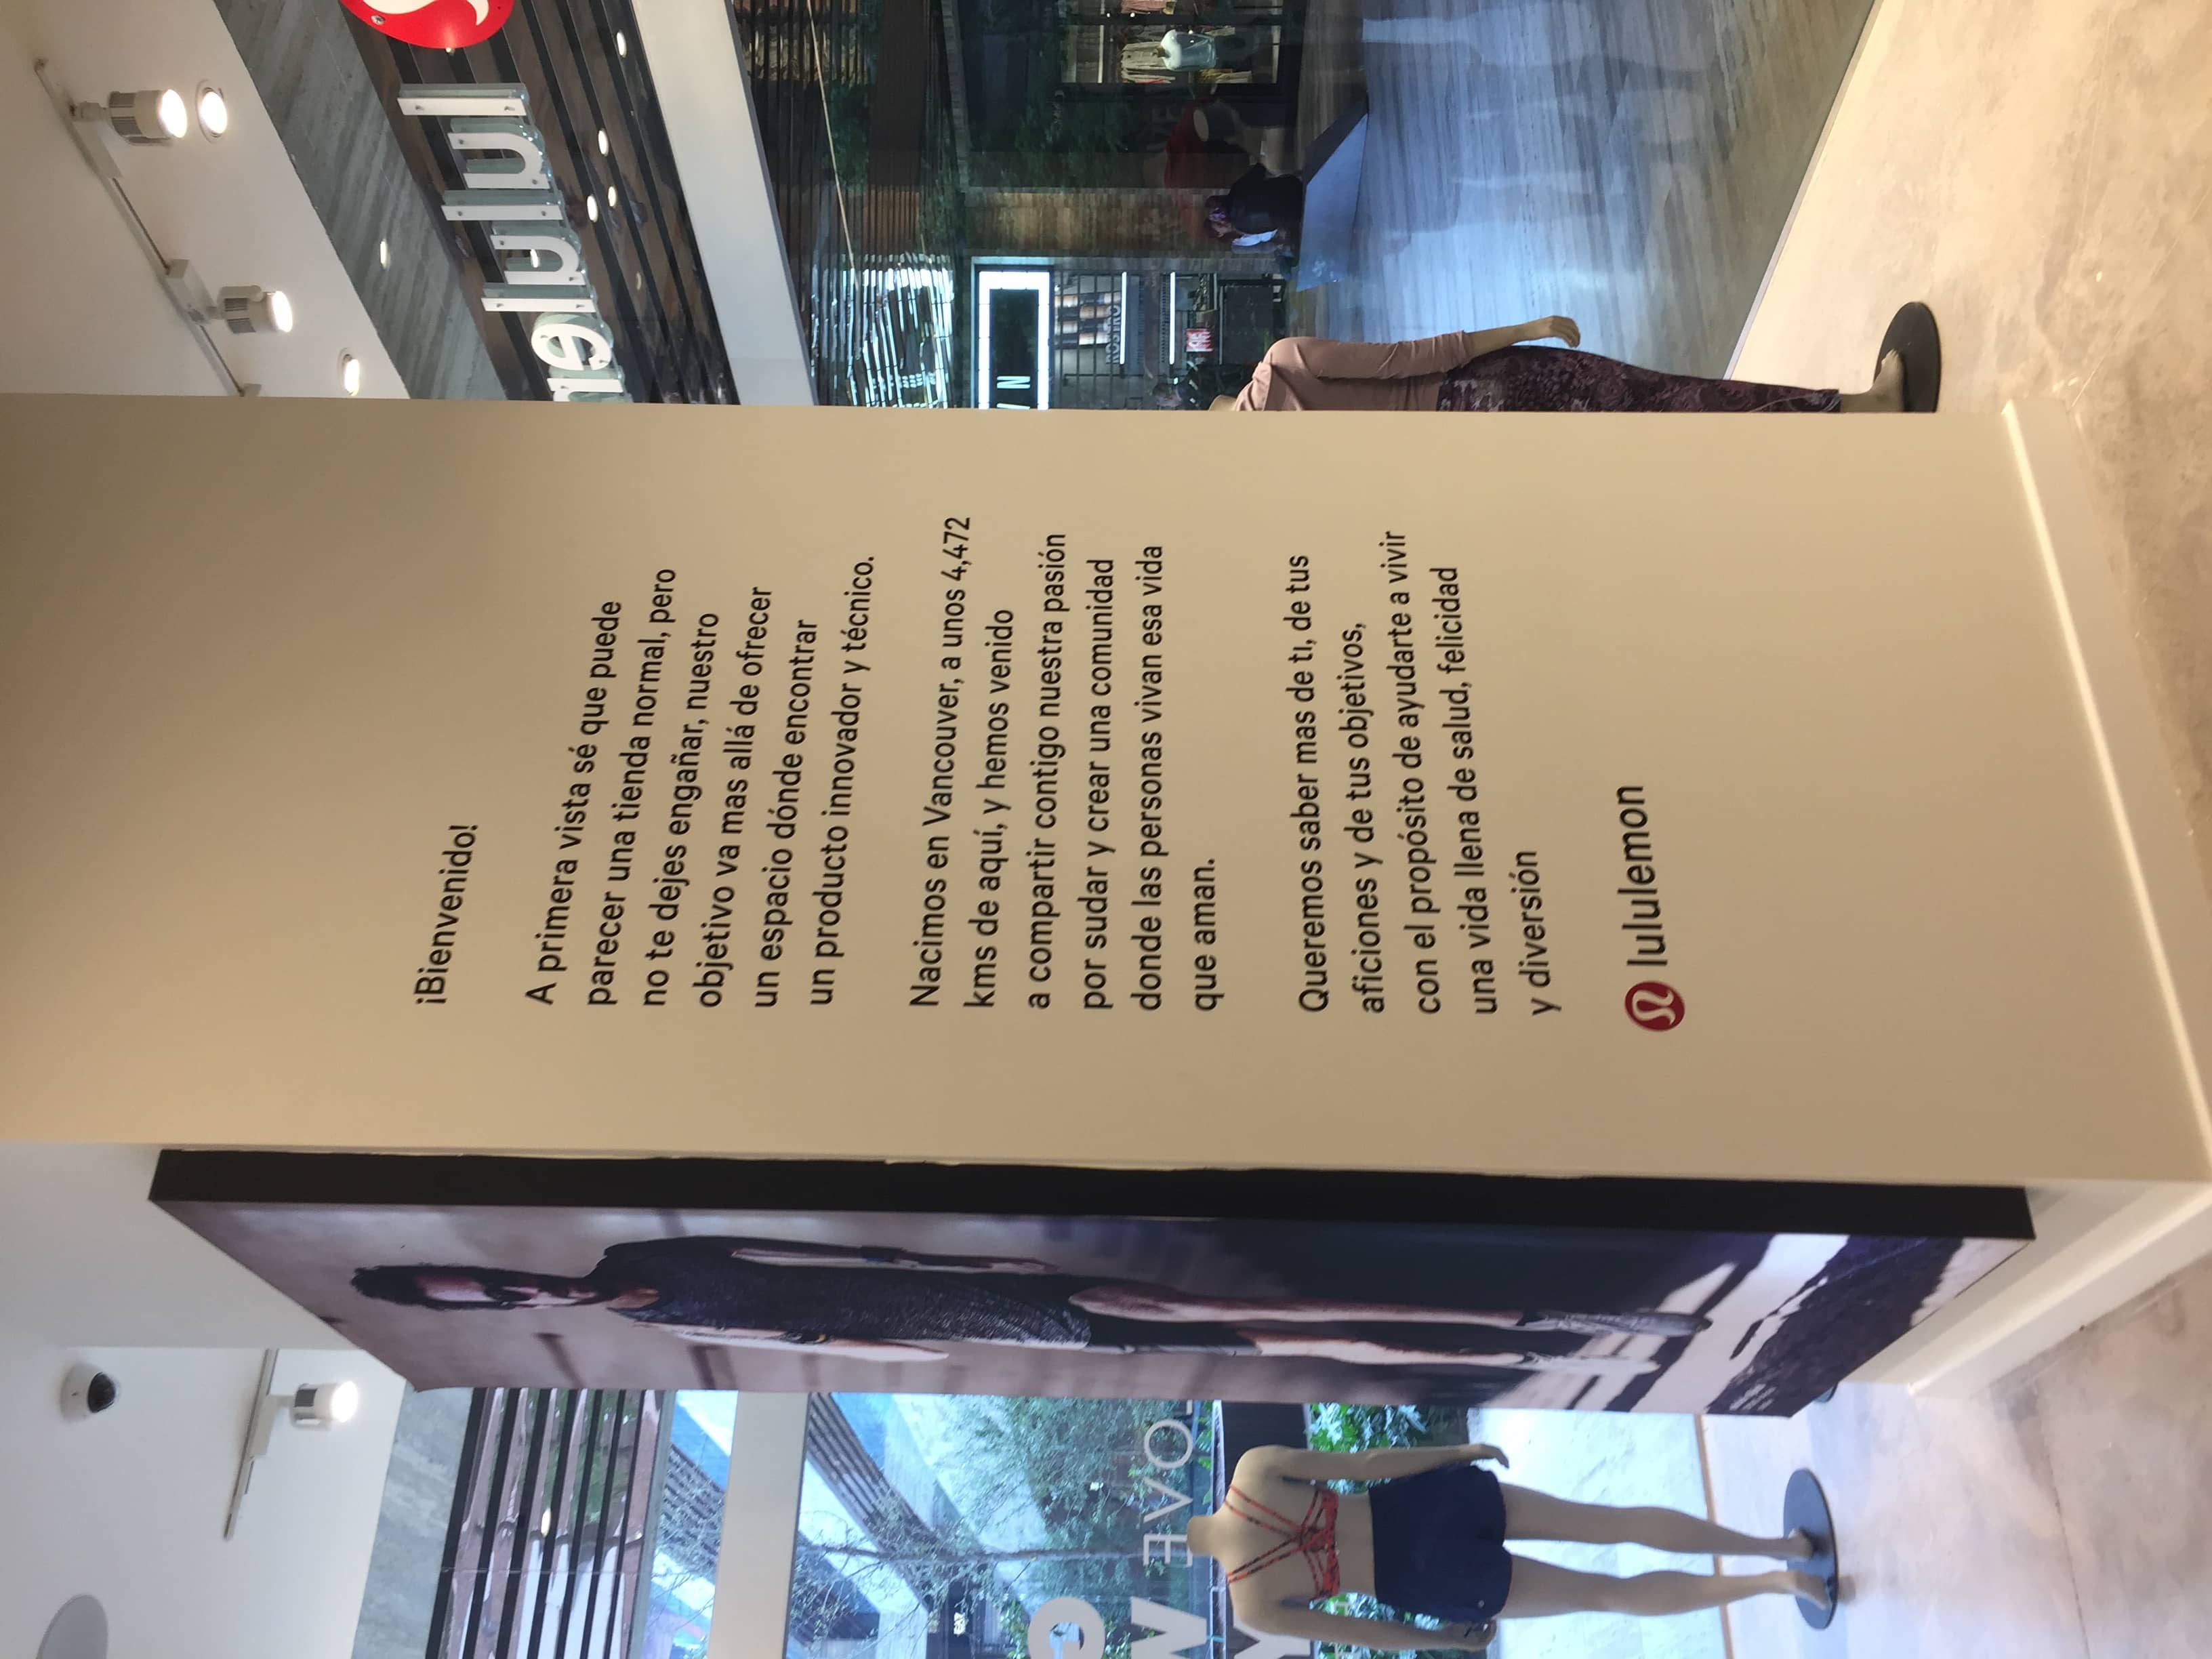 ¡Bienvenido!
A primera vista sé que puede
parecer una tienda normal, pero
no te dejes engañar, nuestro
objetivo va mas allá de ofrecer
un espacio dónde encontrar
un producto innovador y técnico.
Nacimos en Vancouver, a unos 4,472
kms de aquí, y hemos venido
a compartir contigo nuestra pasión
por sudar y crear una comunidad
donde las personas vivan esa vida
que aman.
Queremos saber mas de tı, de tus
aficiones y de tus objetivos,
con el propósito de ayudarte a vivir
una vida llena de salud, felicidad
y diversión
lululemon